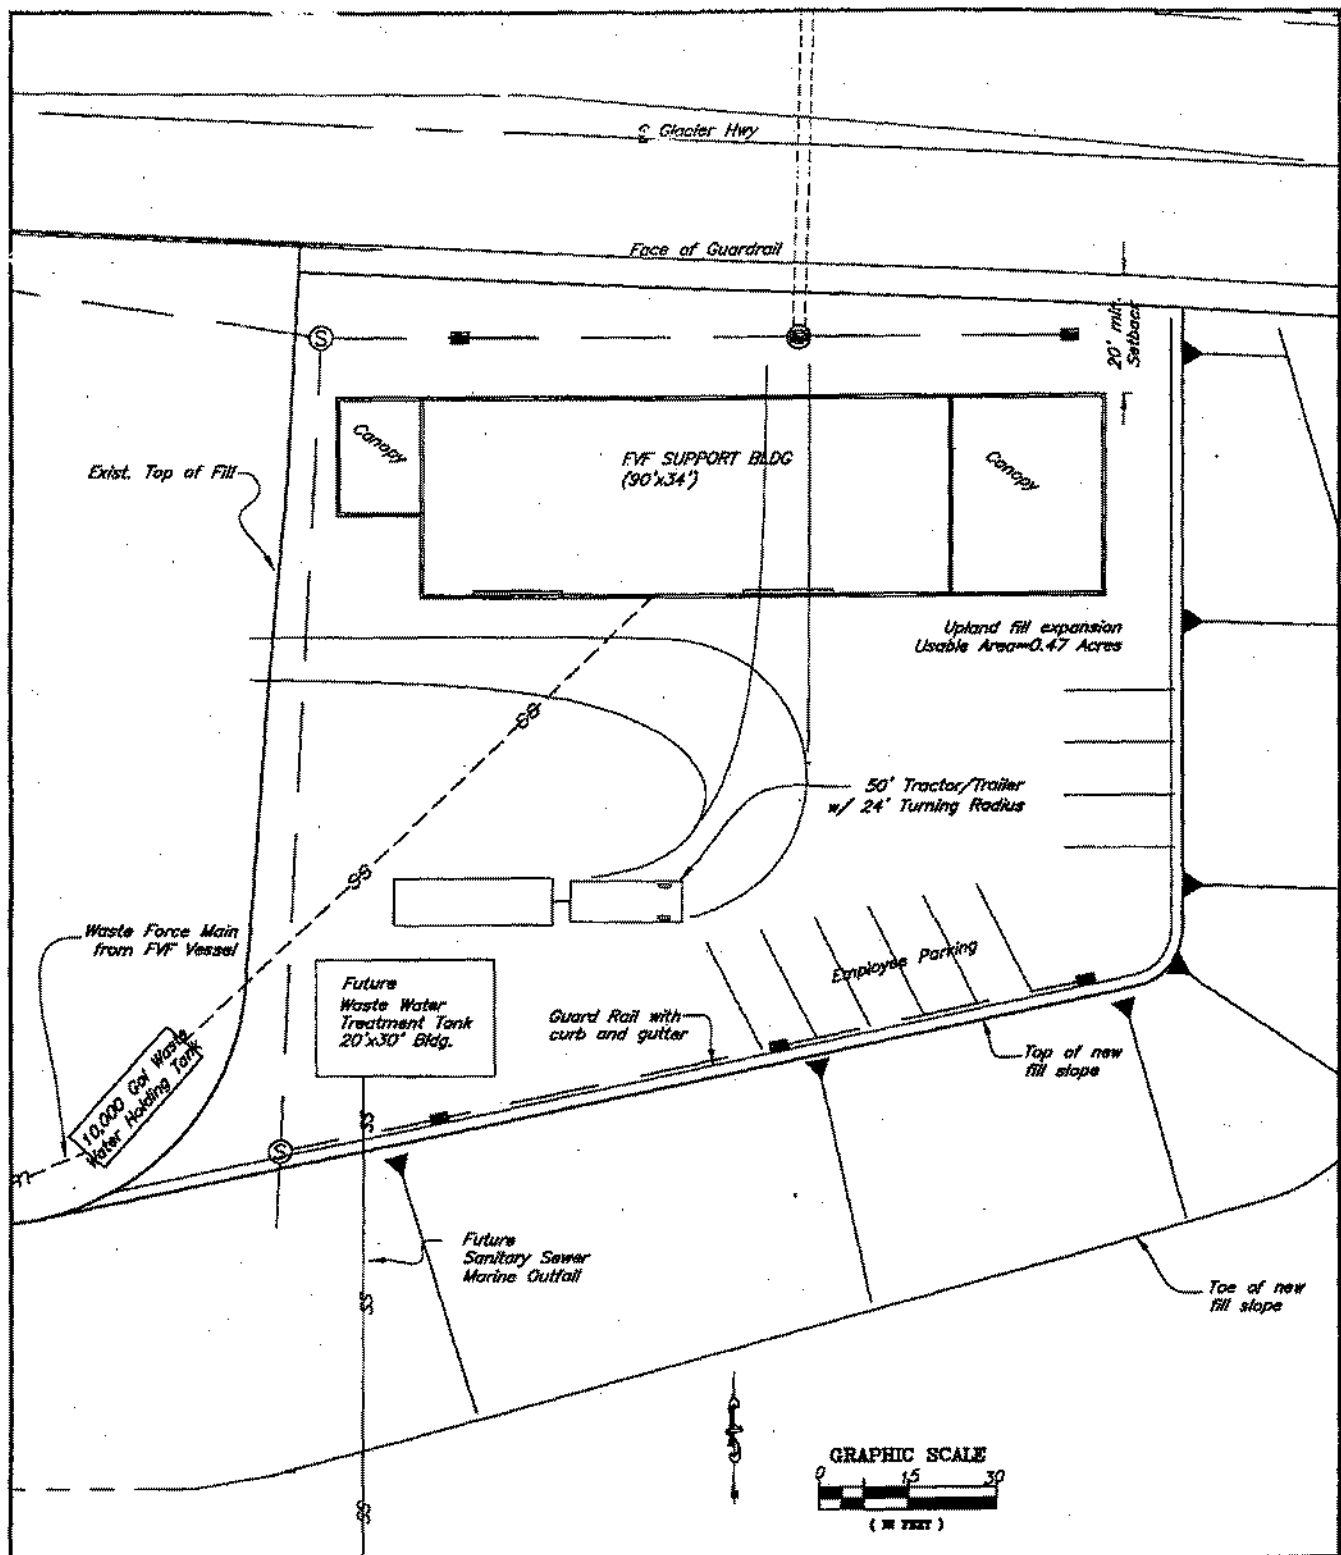 Glacier Hwy
Face of Guardrail
20' min.
Setback
S
Canopy
FVF SUPPORT BLDG
(90'x34')
Canopy
Exist. Top of Fill
Upland fill expansion
Usable Area=0.47 Acres
SS
50' Tractor/Trailer
w/ 24' Turning Radius
SS
Waste Force Main
from FVF Vessel
Employee Parking
Future
Waste Water
Treatment Tank
20'x30' Bldg.
Guard Rail with
curb and gutter
Top of new
fill slope
10,000 Gal Waste
Water Holding Tank
SS
S
Future
Sanitary Sewer
Marine Outfall
SS
Toe of new
fill slope
GRAPHIC SCALE
0 15 30
( IN FEET )
SS